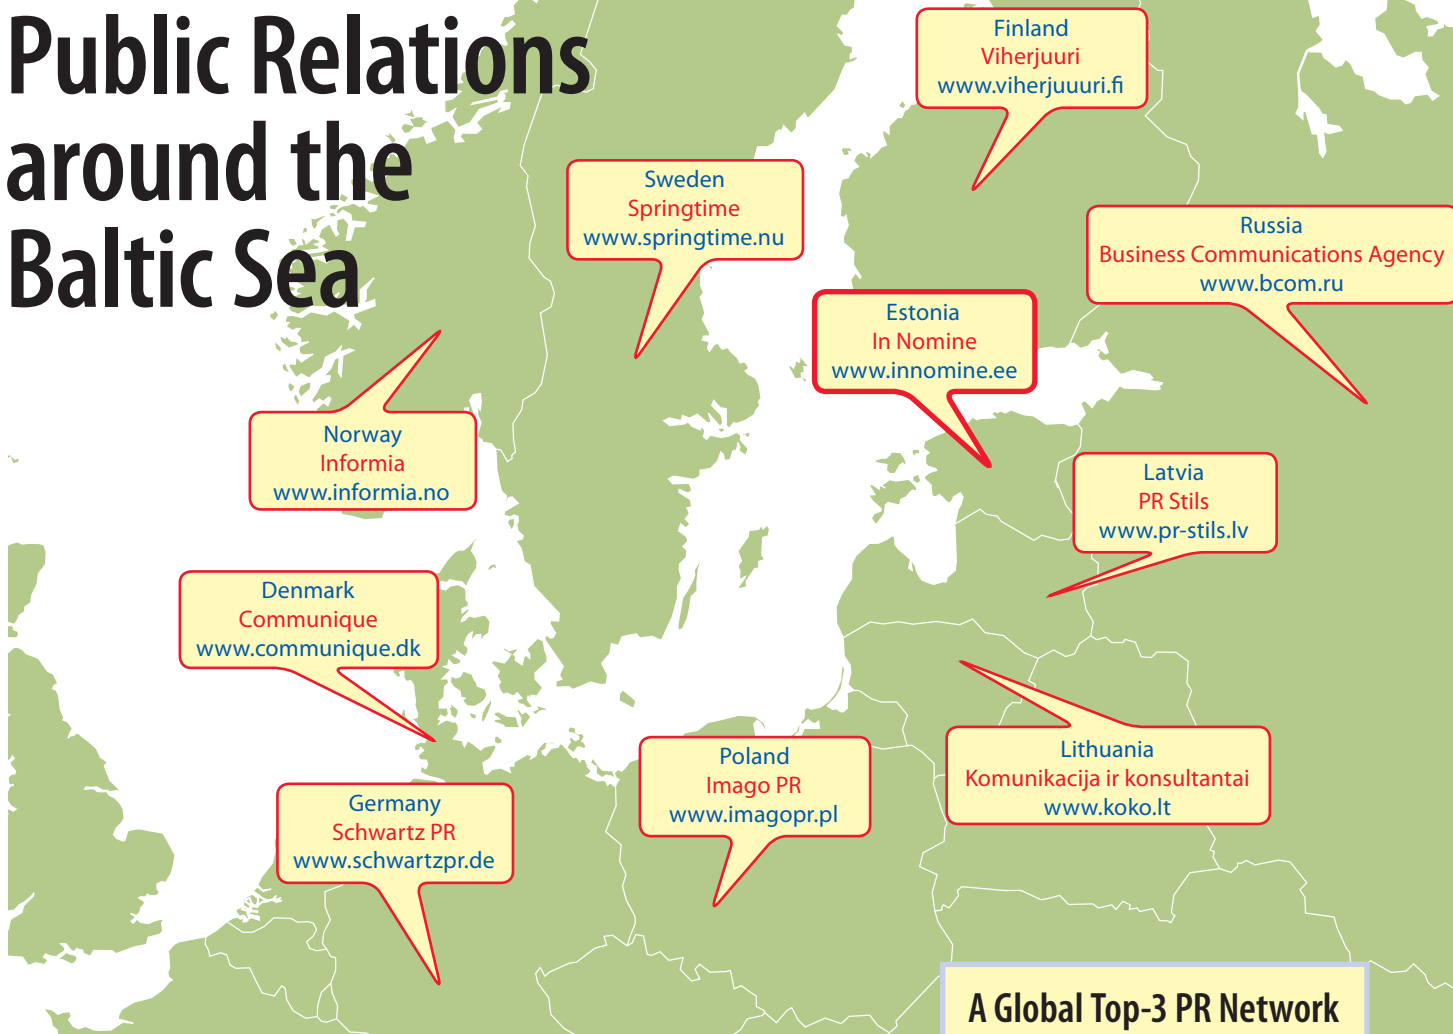 Public Relations
around the
Baltic Sea
Finland
Viherjuuri
www.viherjuuuri.fi
Sweden
Springtime
www.springtime.nu
Russia
Business Communications Agency
www.bcom.ru
Estonia
In Nomine
www.innomine.ee
Norway
Informia
www.informia.no
Latvia
PR Stils
www.pr-stils.lv
Denmark
Communique
www.communique.dk
Lithuania
Komunikacija ir konsultantai
www.koko.lt
Poland
Imago PR
www.imagopr.pl
Germany
Schwartz PR
www.schwartzpr.de
A Global Top-3 PR Network